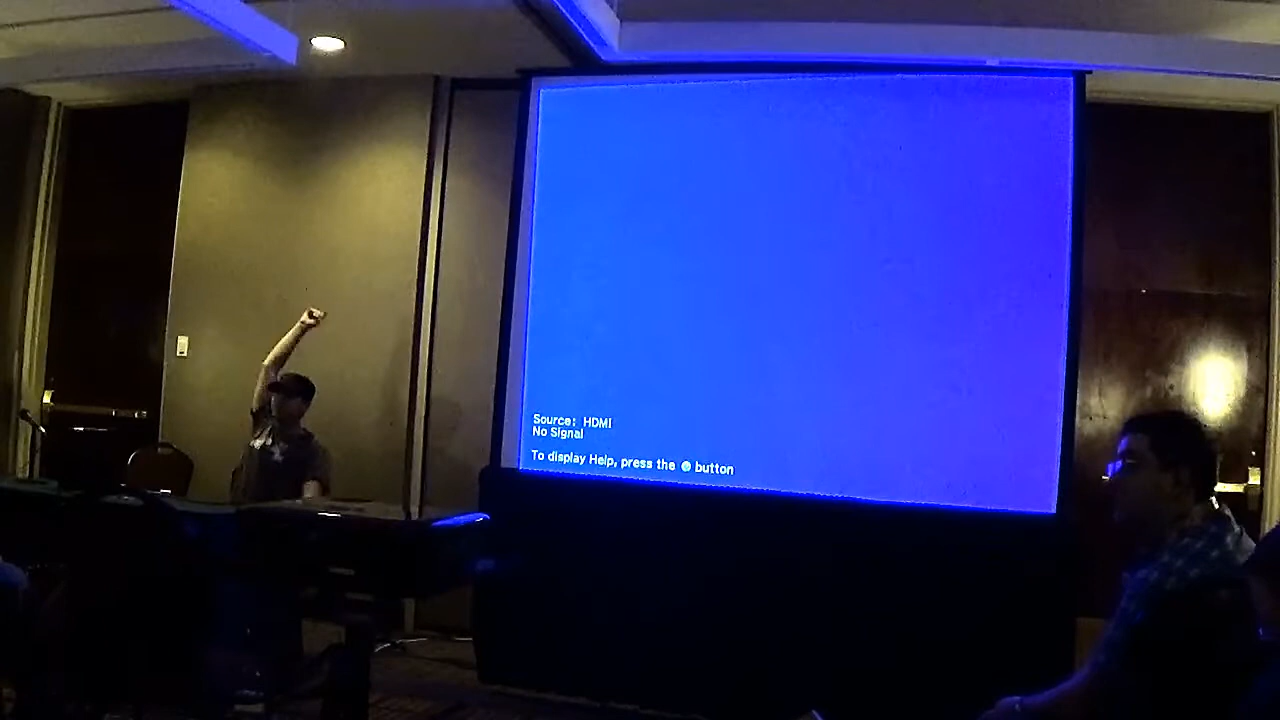 Source: HDMI
No Signal
To display Help, press the button